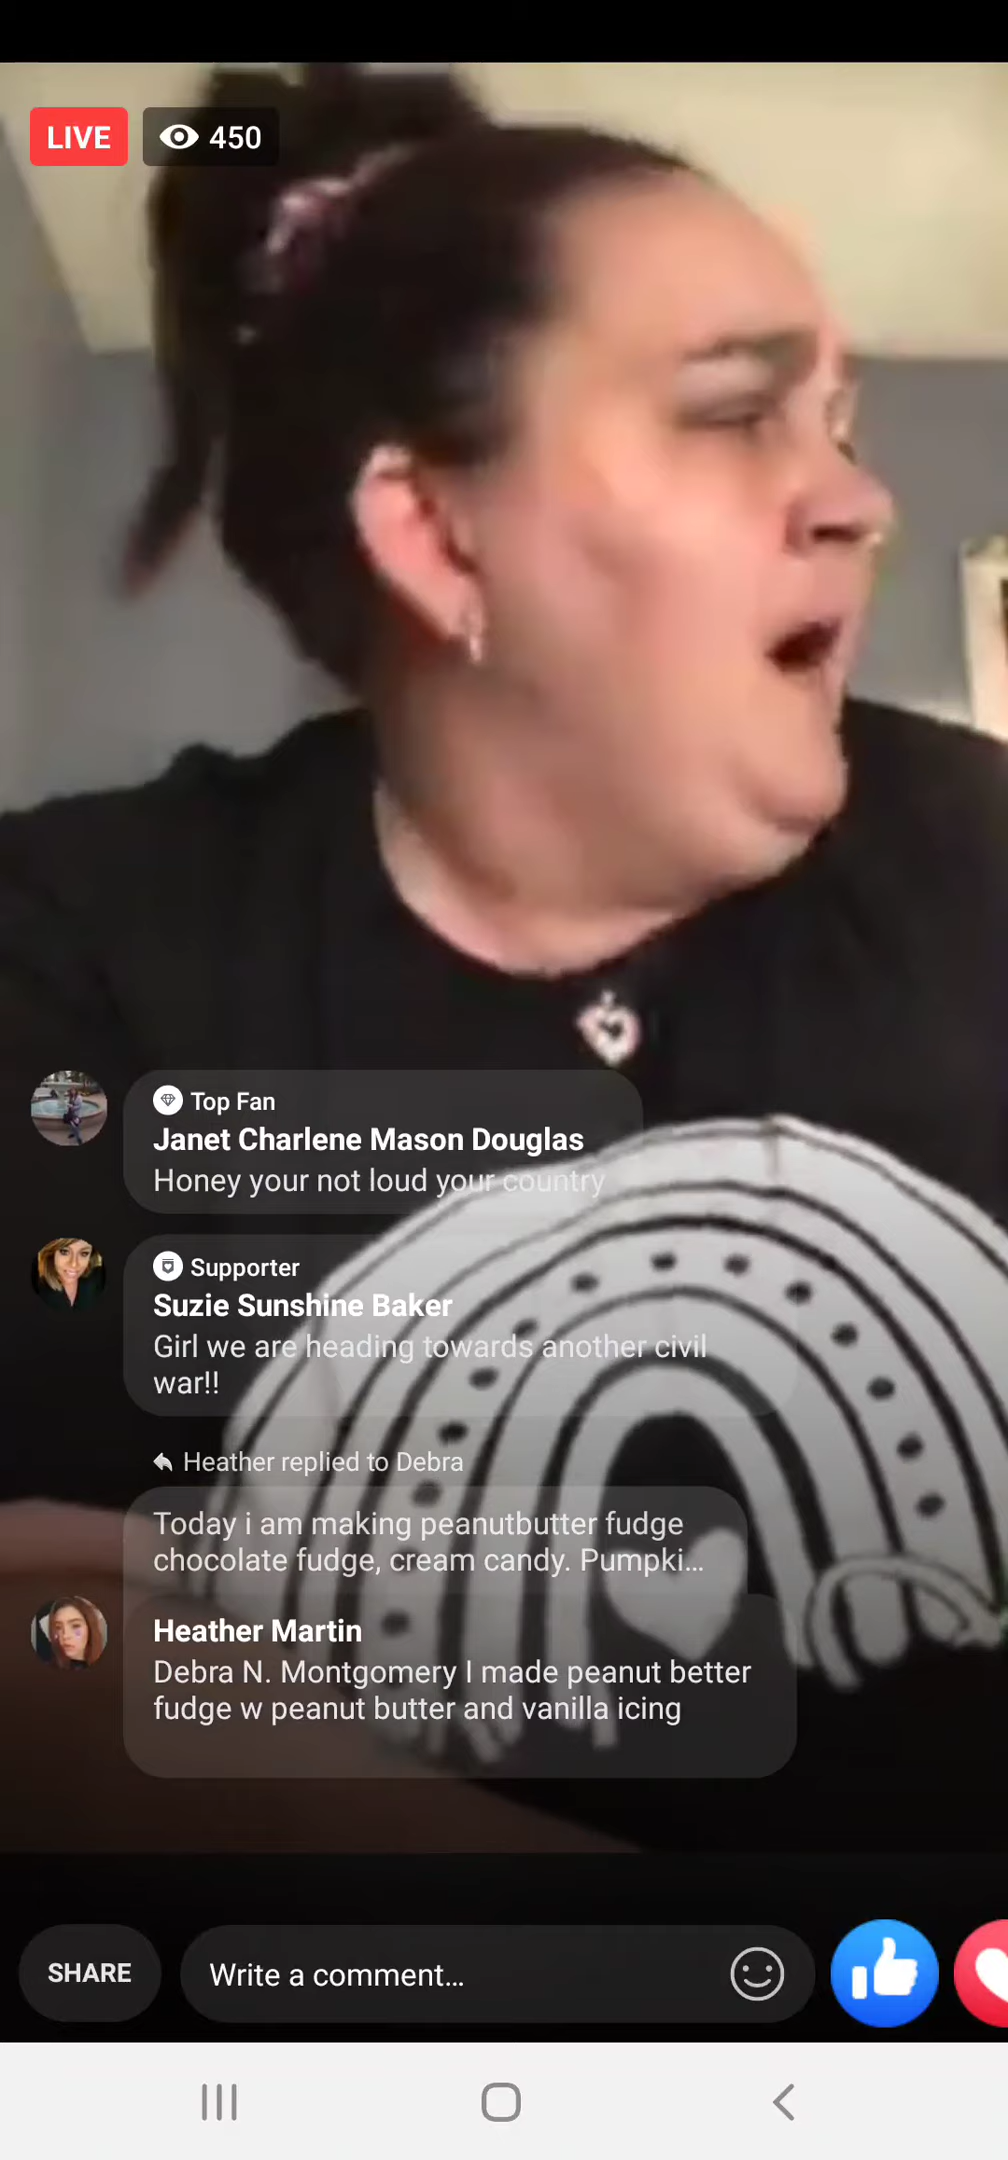 LIVE 450
Top Fan
Janet Charlene Mason Douglas
Honey your not loud your country
Supporter
Suzie Sunshine Baker
Girl we are heading towards another civil
war!!
Heather replied to Debra
Today i am making peanutbutter fudge
chocolate fudge, cream candy. Pumpki...
Heather Martin
Debra N. Montgomery I made peanut better
fudge w peanut butter and vanilla icing
SHARE
Write a comment...